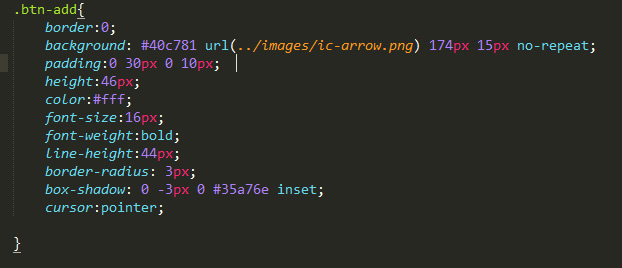 .btn-add{
border:0;
background: #40c781 url(../images/ic-arrow.png) 174px 15px no-repeat;
padding:0 30px 0 10px;
height:46px;
color:#fff;
font-size:16px;
font-weight:bold;
line-height:44px;
border-radius: 3px;
box-shadow: 0 -3px 0 #35a76e inset;
cursor:pointer;
}